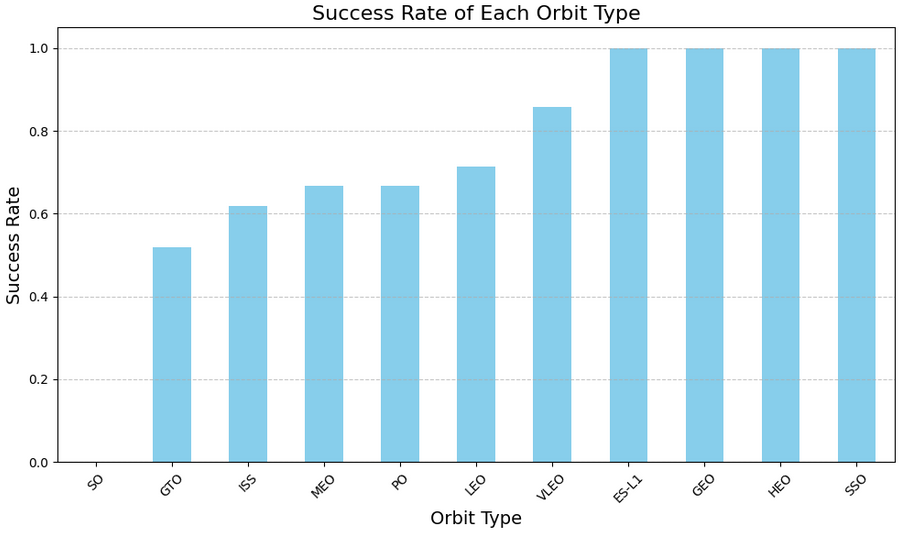 Success Rate of Each Orbit Type
Success Rate
1.0
0.8
0.6
0.4
0.2
0.0
SO
GTO
ISS
MEO
PO
LEO
VLEO
ES-L1
GEO
HEO
SSO
Orbit Type